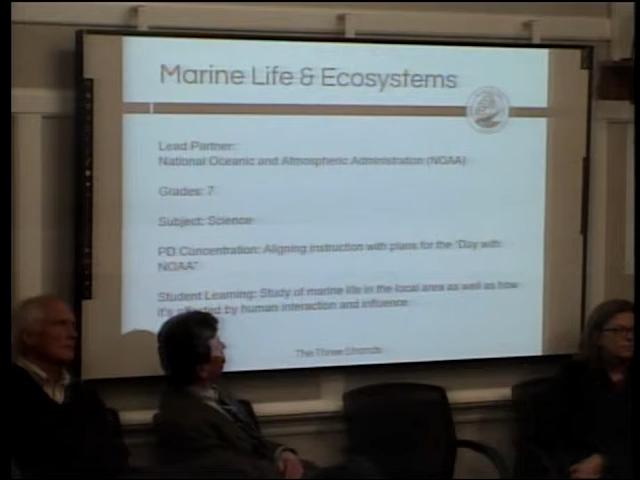 Marine Life & Ecosystems
Lead Partner:
National Oceanic and Atmospheric Administration (NOAA)
Grades: 7
Subject: Science
PD Concentration: Aligning instruction with plans for the "Day with
NOAA"
Student Learning: Study of marine life in the local area as well as how
it's affected by human interaction and influence
The Three Strands